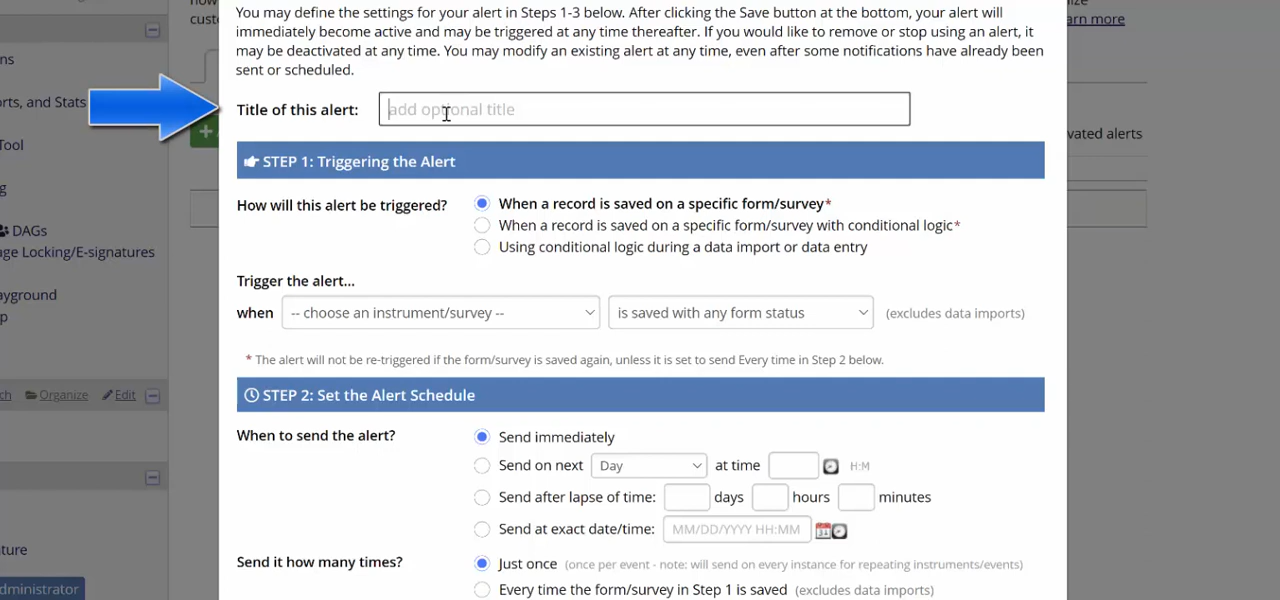 You may define the settings for your alert in Steps 1-3 below. After clicking the Save button at the bottom, your alert will
immediately become active and may be triggered at any time thereafter. If you would like to remove or stop using an alert, it
may be deactivated at any time. You may modify an existing alert at any time, even after some notifications have already been
sent or scheduled.
arn more
ns
rts, and Stats
Title of this alert: add optional title
vated alerts
Tool
STEP 1: Triggering the Alert
g
How will this alert be triggered? When a record is saved on a specific form/survey*
When a record is saved on a specific form/survey with conditional logic*
DAGs
Using conditional logic during a data import or data entry
ge Locking/E-signatures
Trigger the alert...
ayground
when -- choose an instrument/survey -- is saved with any form status (excludes data imports)
p
* The alert will not be re-triggered if the form/survey is saved again, unless it is set to send Every time in Step 2 below.
ch Organize Edit
STEP 2: Set the Alert Schedule
When to send the alert? Send immediately
Send on next Day at time H:M
Send after lapse of time: days hours minutes
Send at exact date/time: MM/DD/YYYY HH:MM
ture
Send it how many times? Just once (once per event - note: will send on every instance for repeating instruments/events)
dministrator
Every time the form/survey in Step 1 is saved (excludes data imports)